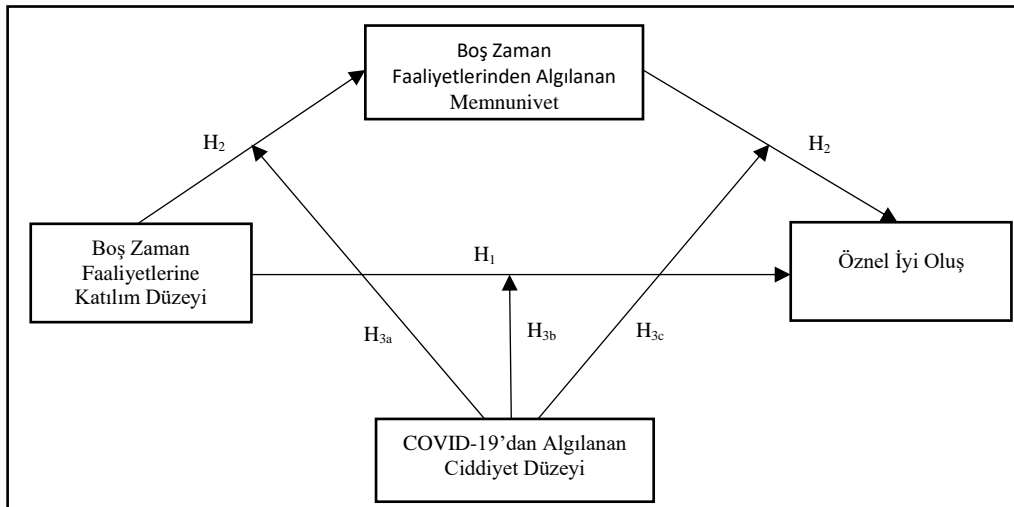 Boş Zaman
Faaliyetlerinden Algılanan
Memnunivet
H₂
H₂
Boş Zaman
Faaliyetlerine
Katılım Düzeyi
H₁
Öznel İyi Oluş
H₃ₐ
H₃b
H₃c
COVID-19’dan Algılanan
Ciddiyet Düzeyi